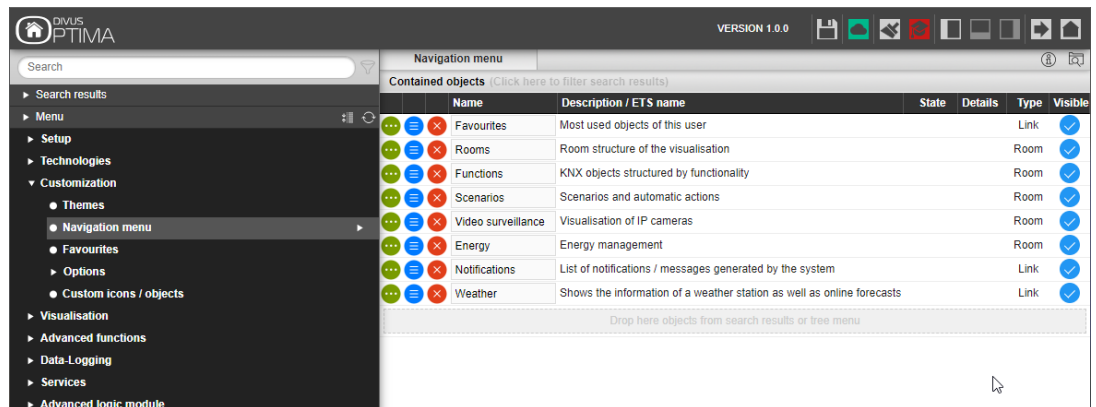 DIVUS
OPTIMA
VERSION 1.0.0
Search
Search results
Menu
Setup
Technologies
Customization
Themes
Navigation menu
Favourites
Options
Custom icons / objects
Visualisation
Advanced functions
Data-Logging
Services
Advanced logic module
Navigation menu
Contained objects (Click here to filter search results)
Name Description / ETS name State Details Type Visible
Favourites Most used objects of this user Link
Rooms Room structure of the visualisation Room
Functions KNX objects structured by functionality Room
Scenarios Scenarios and automatic actions Room
Video surveillance Visualisation of IP cameras Room
Energy Energy management Room
Notifications List of notifications / messages generated by the system Link
Weather Shows the information of a weather station as well as online forecasts Link
Drop here objects from search results or tree menu